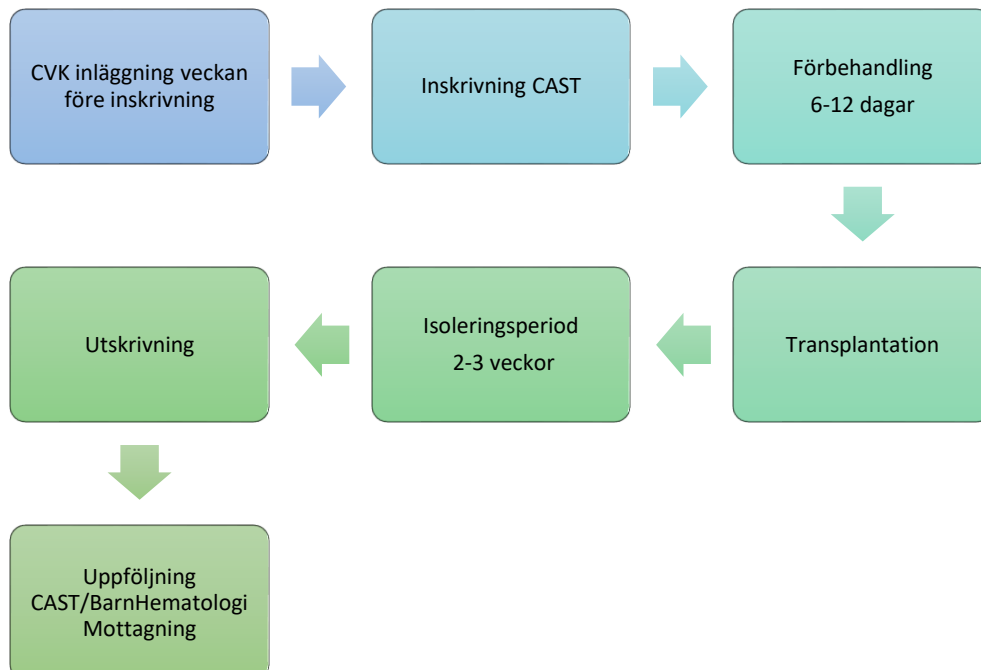 CVK inläggning veckan
före inskrivning
Inskrivning CAST
Förbehandling
6-12 dagar
Transplantation
Isoleringsperiod
2-3 veckor
Utskrivning
Uppföljning
CAST/BarnHematologi
Mottagning